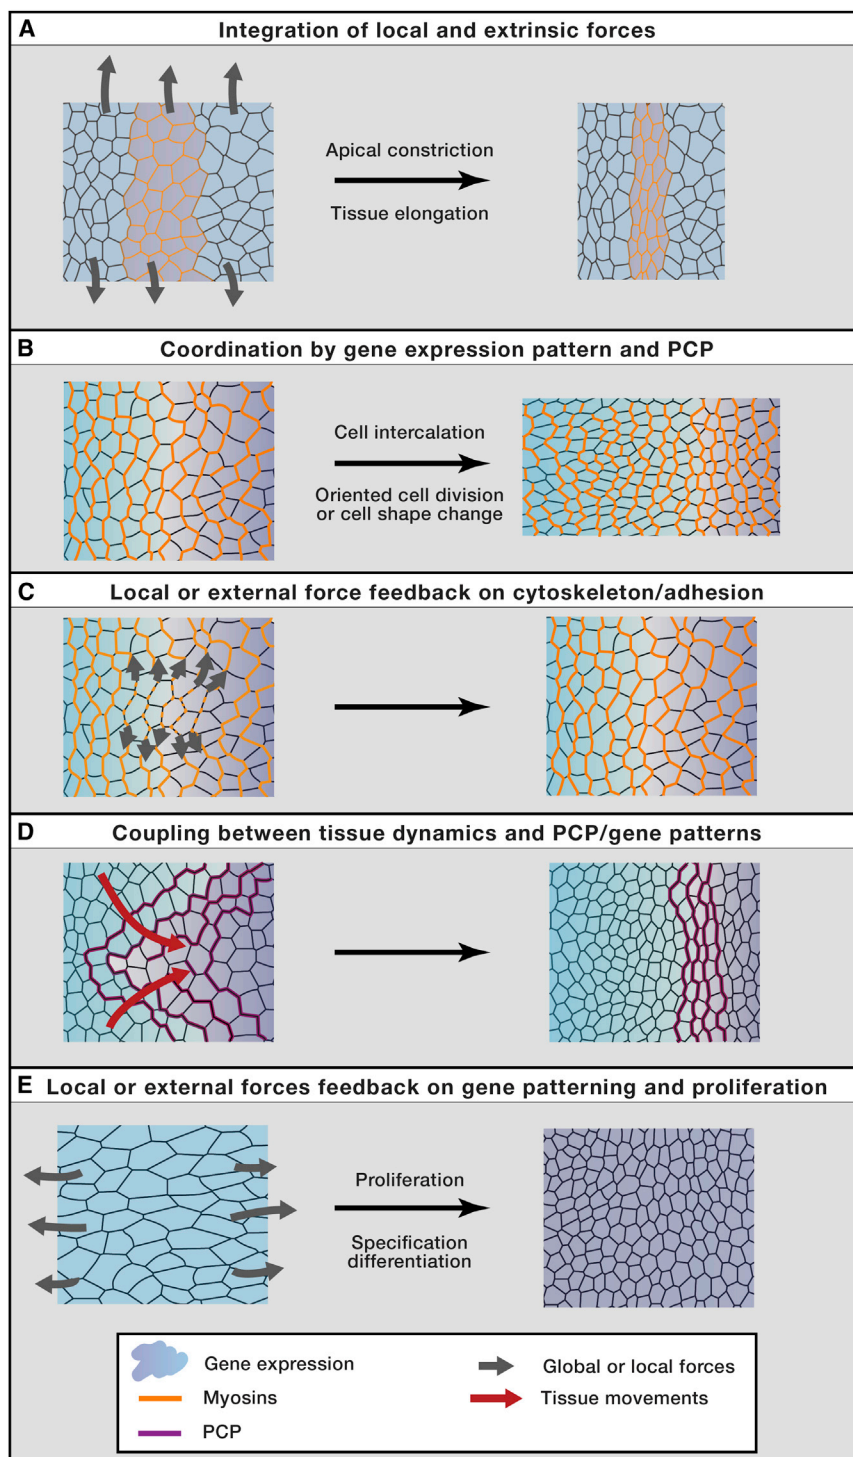 A
Integration of local and extrinsic forces
Apical constriction
Tissue elongation
B
Coordination by gene expression pattern and PCP
Cell intercalation
Oriented cell division
or cell shape change
C
Local or external force feedback on cytoskeleton/adhesion
D
Coupling between tissue dynamics and PCP/gene patterns
E
Local or external forces feedback on gene patterning and proliferation
Proliferation
Specification
differentiation
Gene expression
Global or local forces
Myosins
Tissue movements
PCP